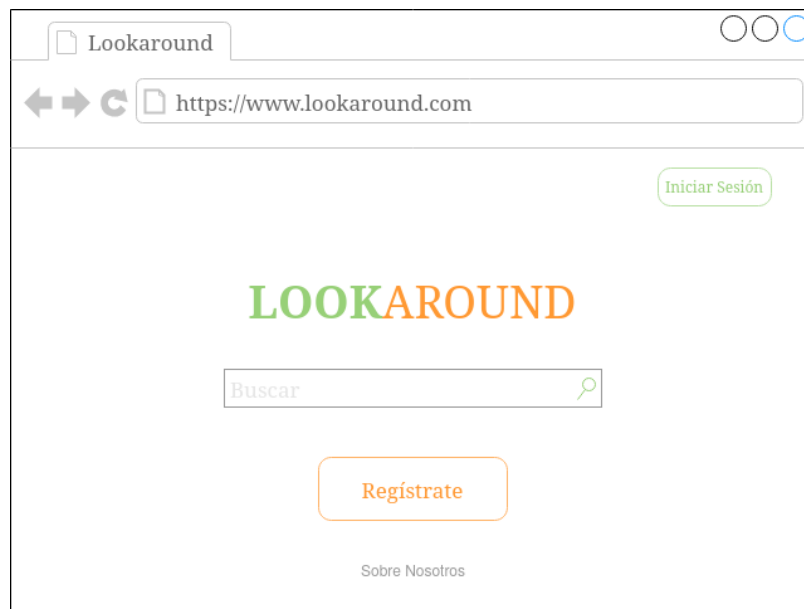 Lookaround
https://www.lookaround.com
Iniciar Sesión
LOOKAROUND
Buscar
Regístrate
Sobre Nosotros